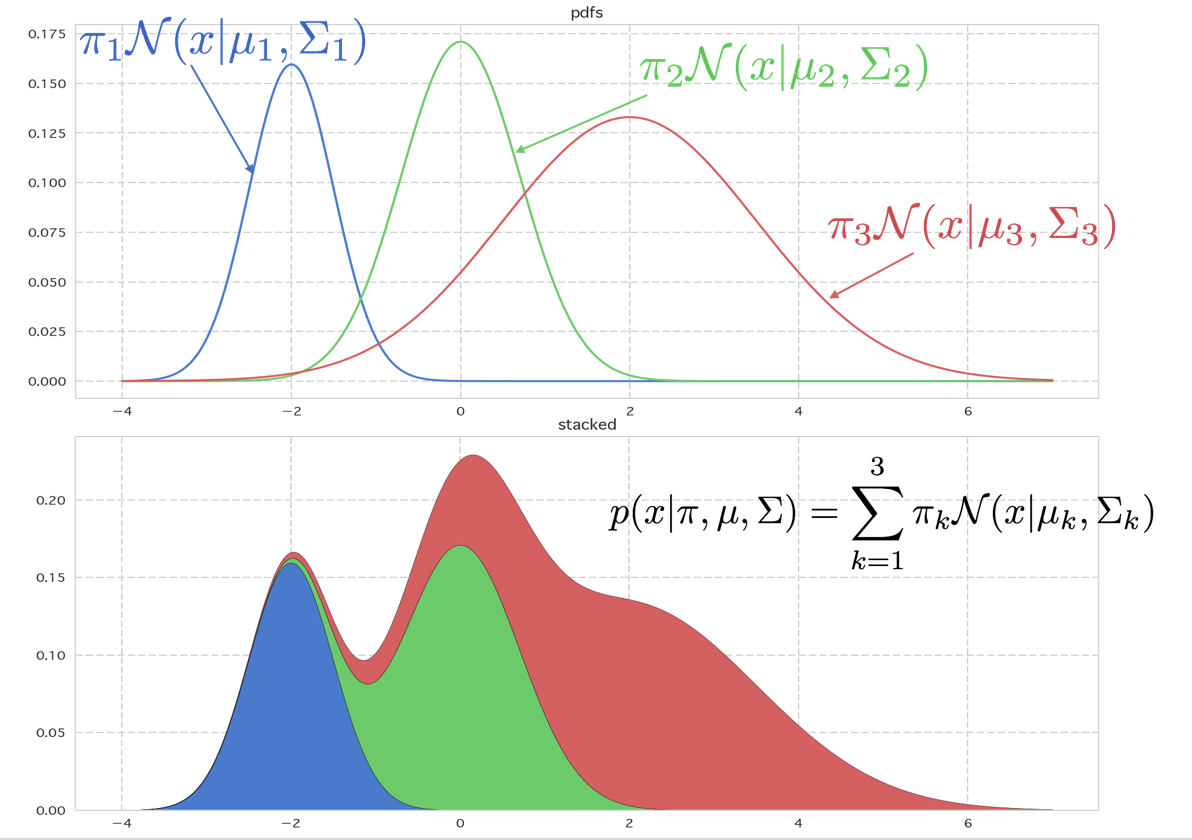 pdfs
π₁𝒩(x|μ₁, Σ₁)
π₂𝒩(x|μ₂, Σ₂)
π₃𝒩(x|μ₃, Σ₃)
0.175
0.150
0.125
0.100
0.075
0.050
0.025
0.000
−4 −2 0 2 4 6
stacked
p(x|π, μ, Σ) = ∑_{k=1}^{3} π_k𝒩(x|μ_k, Σ_k)
0.20
0.15
0.10
0.05
0.00
−4 −2 0 2 4 6